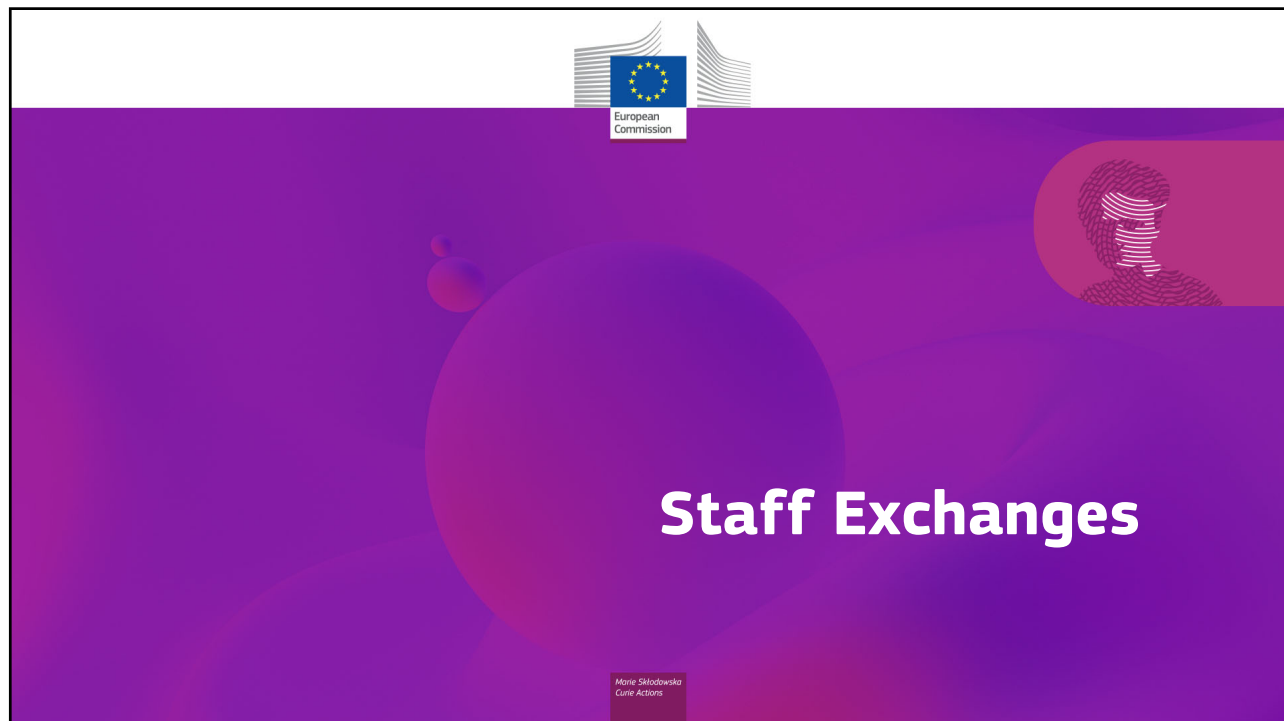 European
Commission
Staff Exchanges
Marie Skłodowska
Curie Actions